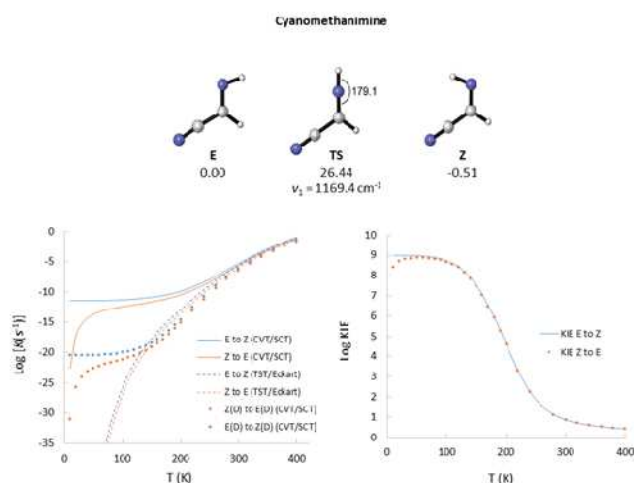 Cyanomethanimine
179.1
E
TS
Z
0.00
26.44
-0.51
v₁ = 1169.4 cm⁻¹
Log [K(s⁻¹)]
0
-5
-10
-15
-20
-25
-30
-35
0
100
200
300
400
T (K)
E to Z (CVT/SCT)
Z to E (CVT/SCT)
E to Z (TST/Eckart)
Z to E (TST/Eckart)
Z(D) to E(D) (CVT/SCT)
E(D) to Z(D) (CVT/SCT)
Log KIE
10
9
8
7
6
5
4
3
2
1
0
0
100
200
300
400
T (K)
KIE E to Z
KIE Z to E